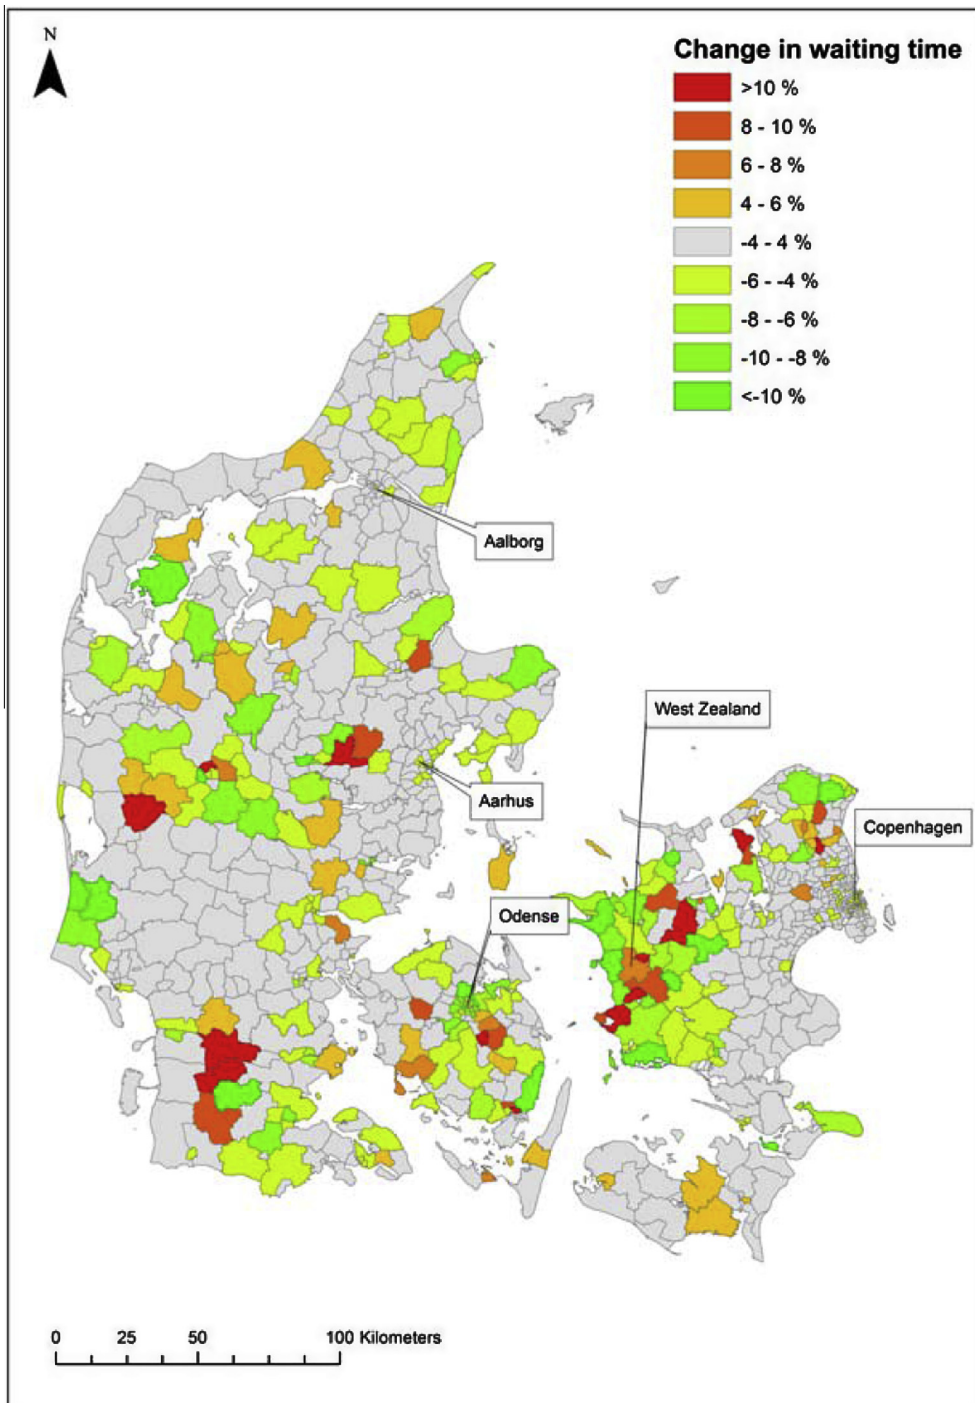 N
Change in waiting time
>10 %
8 - 10 %
6 - 8 %
4 - 6 %
-4 - 4 %
-6 - -4 %
-8 - -6 %
-10 - -8 %
<-10 %
Aalborg
West Zealand
Aarhus
Copenhagen
Odense
0 25 50 100 Kilometers